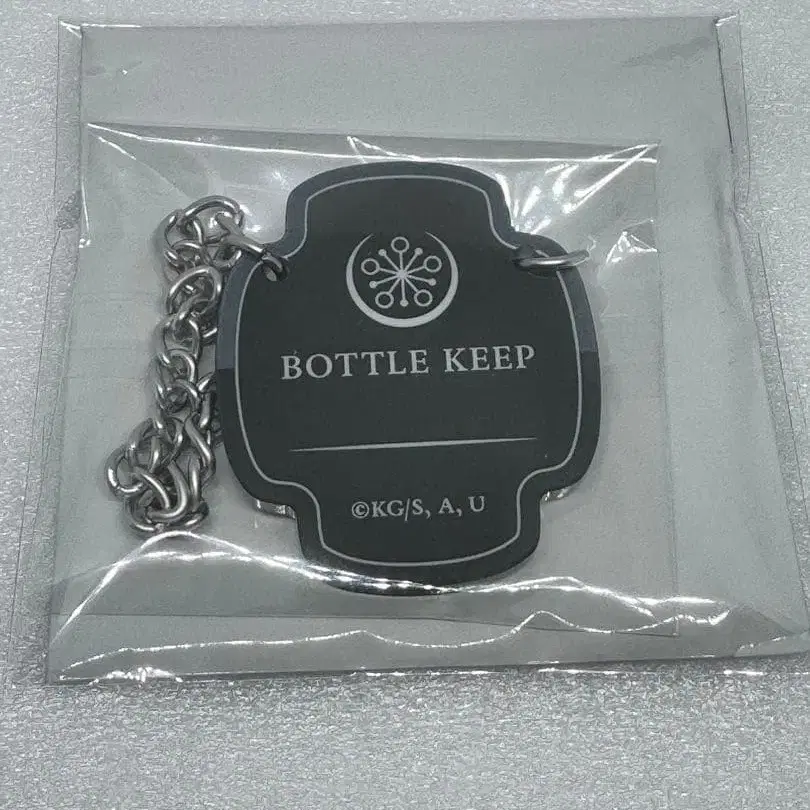 BOTTLE KEEP
©KG/S, A, U